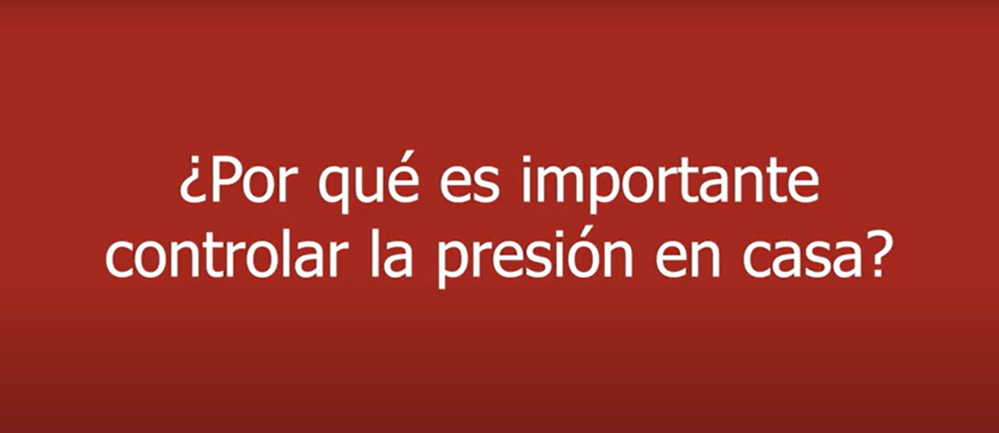 ¿Por qué es importante
controlar la presión en casa?